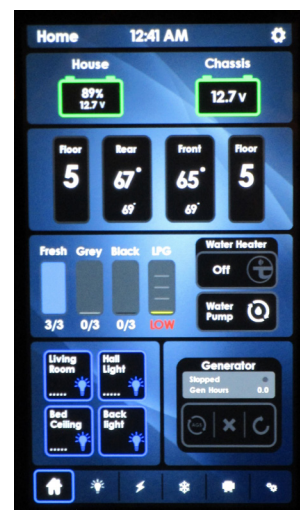 Home 12:41 AM
House Chassis
89%
12.7 v
12.7 v
Floor Rear Front Floor
5 67° 65° 5
69° 69°
Fresh Grey Black LPG
3/3 0/3 0/3 LOW
Water Heater
Off
Water
Pump
Living
Room
Hall
Light
Bed
Ceiling
Back
light
Generator
Stopped
Gen Hours 0.0